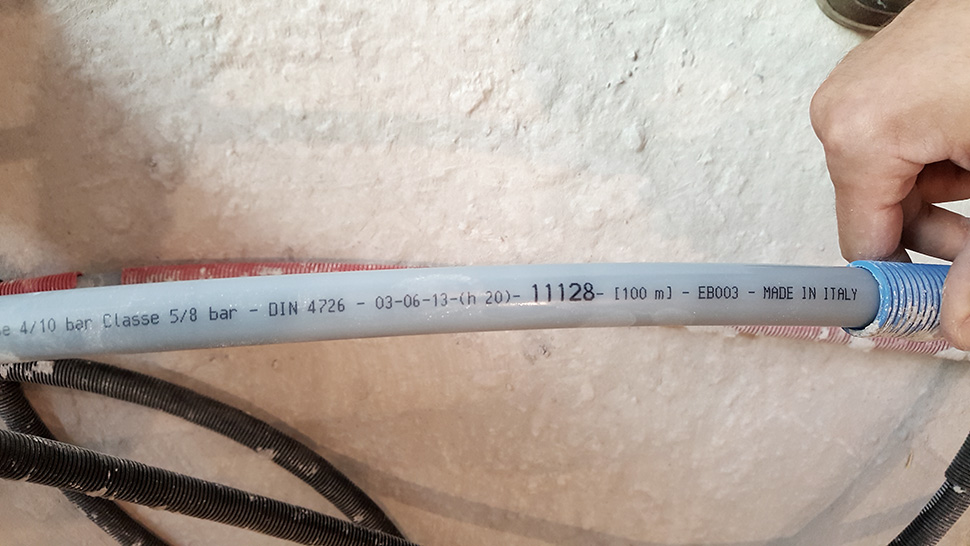 4/10 bar Classe 5/8 bar - DIN 4726 - 03-06-13-(h 20)- 11128- [100 m] - EB003 - MADE IN ITALY